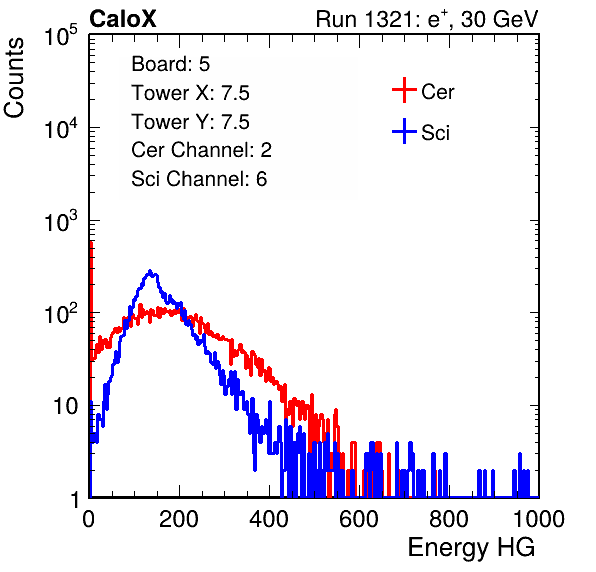 CaloX Run 1321: e⁺, 30 GeV
Counts
Board: 5
Tower X: 7.5
Tower Y: 7.5
Cer Channel: 2
Sci Channel: 6
Cer
Sci
10⁵
10⁴
10³
10²
10
1
0 200 400 600 800 1000
Energy HG